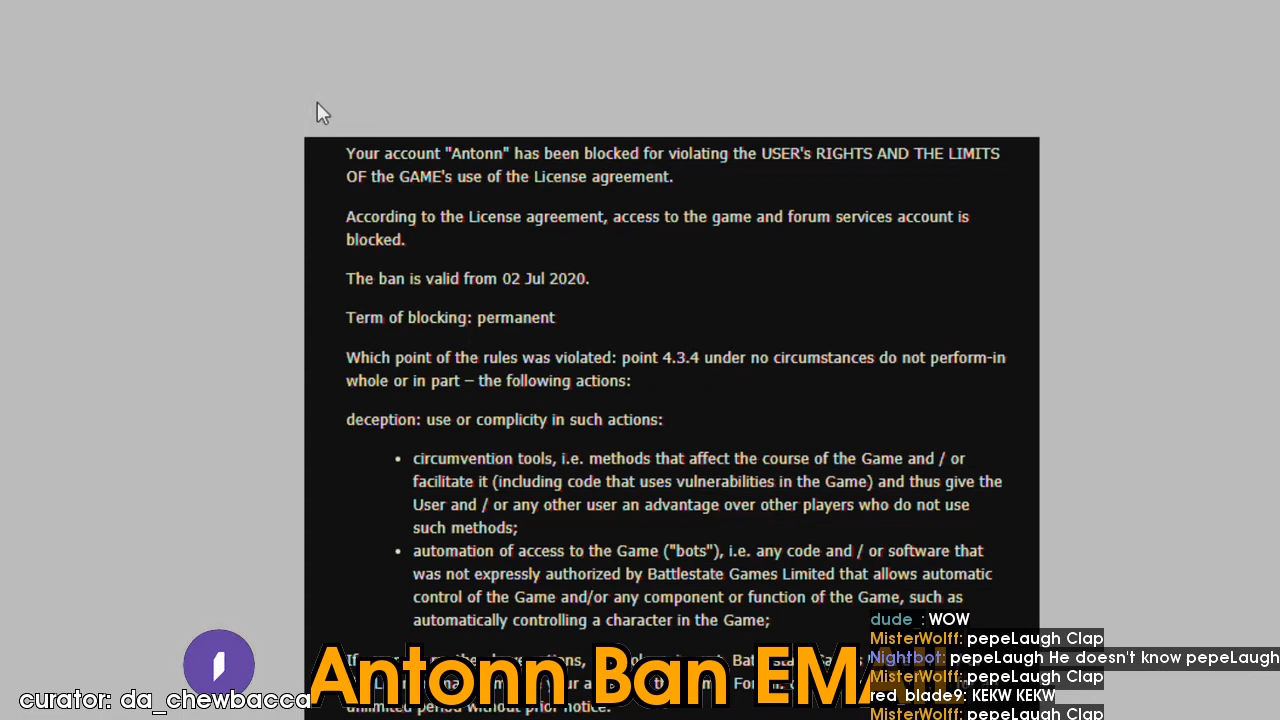 Your account "Antonn" has been blocked for violating the USER's RIGHTS AND THE LIMITS
OF the GAME's use of the License agreement.
According to the License agreement, access to the game and forum services account is
blocked.
The ban is valid from 02 Jul 2020.
Term of blocking: permanent
Which point of the rules was violated: point 4.3.4 under no circumstances do not perform-in
whole or in part – the following actions:
deception: use or complicity in such actions:
• circumvention tools, i.e. methods that affect the course of the Game and / or
facilitate it (including code that uses vulnerabilities in the Game) and thus give the
User and / or any other user an advantage over other players who do not use
such methods;
• automation of access to the Game ("bots"), i.e. any code and / or software that
was not expressly authorized by Battlestate Games Limited that allows automatic
control of the Game and/or any component or function of the Game, such as
automatically controlling a character in the Game;
unlimited period without prior notice.
Antonn Ban
curator: da_chewbacca
dude_: WOW
MisterWolff: pepeLaugh Clap
Nightbot: pepeLaugh He doesn't know pepeLaugh
MisterWolff: pepeLaugh Clap
red_blade9: KEKW KEKW
MisterWolff: pepeLaugh Clap